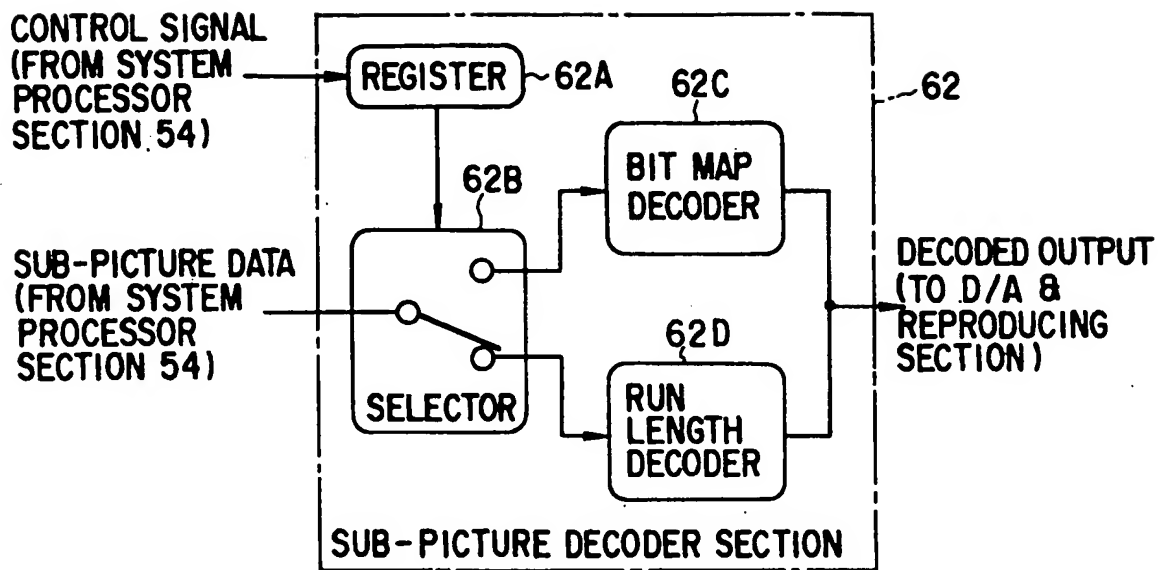 CONTROL SIGNAL
(FROM SYSTEM
PROCESSOR
SECTION 54)
REGISTER
62A
62C
62
BIT MAP
DECODER
62B
SUB-PICTURE DATA
(FROM SYSTEM
PROCESSOR
SECTION 54)
SELECTOR
DECODED OUTPUT
(TO D/A &
REPRODUCING
SECTION)
62D
RUN
LENGTH
DECODER
SUB-PICTURE DECODER SECTION